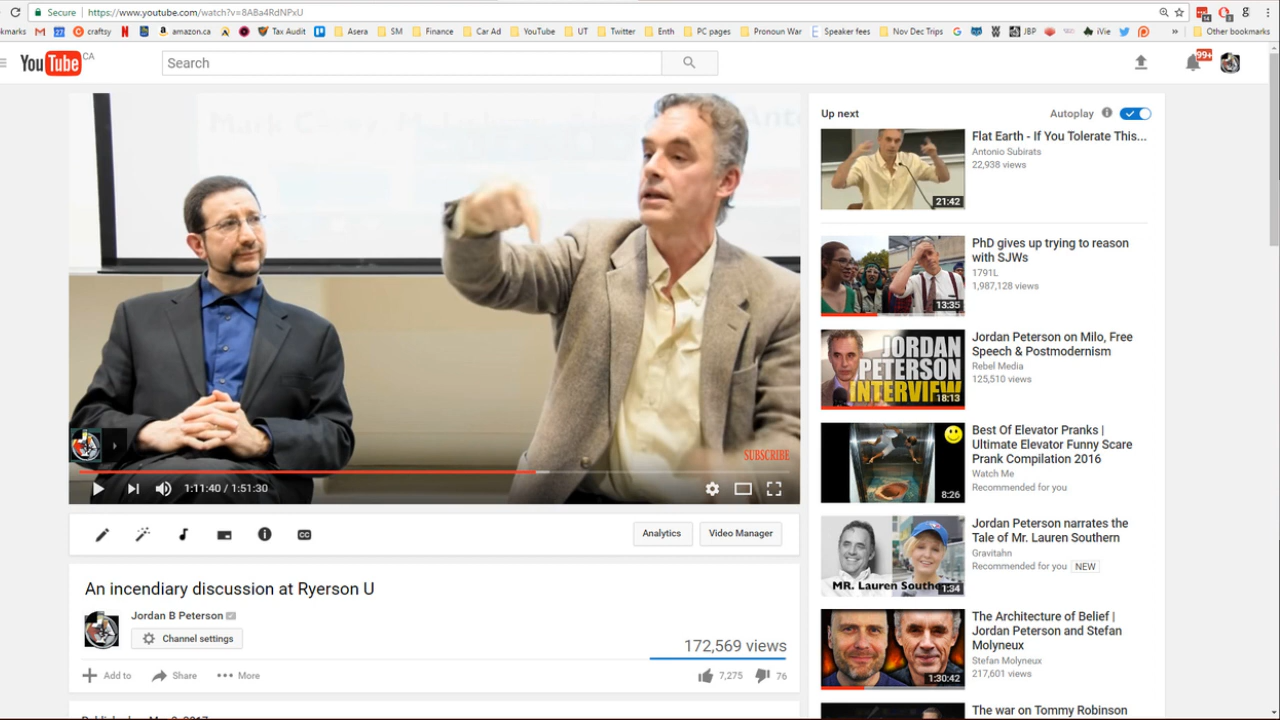 Secure
https://www.youtube.com/watch?v=8ABa4RdNPxU
craftsy
amazon.ca
Tax Audit
Asera
SM
Finance
Car Ad
YouTube
UT
Twitter
Enth
PC pages
Pronoun War
Speaker fees
Nov Dec Trips
JBP
iVie
Other bookmarks
YouTube CA
Search
99+
SUBSCRIBE
1:11:40 / 1:51:30
Analytics
Video Manager
An incendiary discussion at Ryerson U
Jordan B Peterson
Channel settings
172,569 views
Add to
Share
More
7,275
76
Up next
Autoplay
21:42
Flat Earth - If You Tolerate This...
Antonio Subirats
22,938 views
13:35
PhD gives up trying to reason
with SJWs
1791L
1,987,128 views
JORDAN
PETERSON
INTERVIEW
18:13
Jordan Peterson on Milo, Free
Speech & Postmodernism
Rebel Media
125,510 views
8:26
Best Of Elevator Pranks |
Ultimate Elevator Funny Scare
Prank Compilation 2016
Watch Me
Recommended for you
1:34
Jordan Peterson narrates the
Tale of Mr. Lauren Southern
Gravitahn
Recommended for you NEW
1:30:42
The Architecture of Belief |
Jordan Peterson and Stefan
Molyneux
Stefan Molyneux
217,601 views
The war on Tommy Robinson